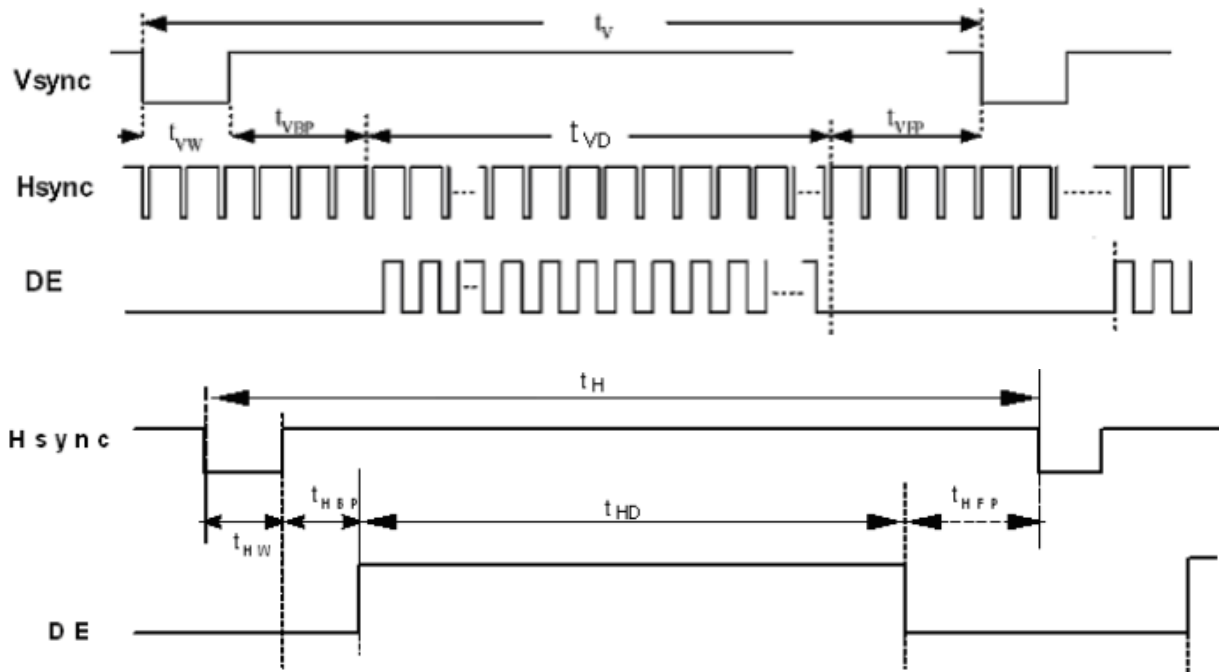 tV
Vsync
tVW tVBP tVD tVFP
Hsync
DE
tH
Hsync
tHBP tHD tHFP
tHW
DE